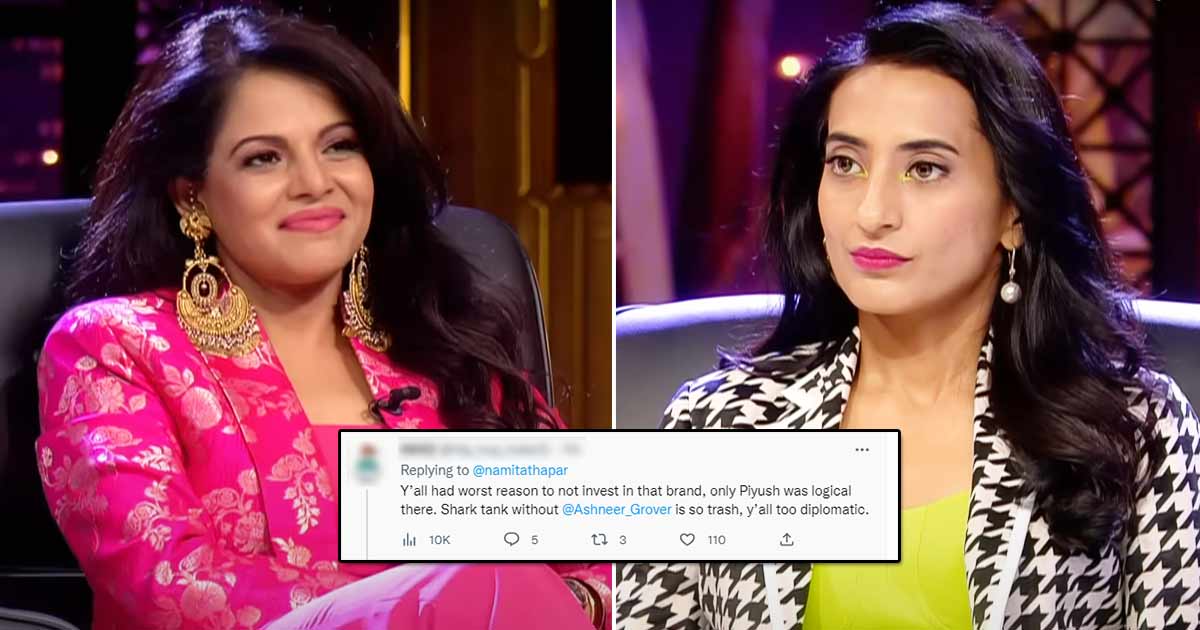 Replying to @namitathapar
Y'all had worst reason to not invest in that brand, only Piyush was logical
there. Shark tank without @Ashneer_Grover is so trash, y'all too diplomatic.
10K 5 3 110